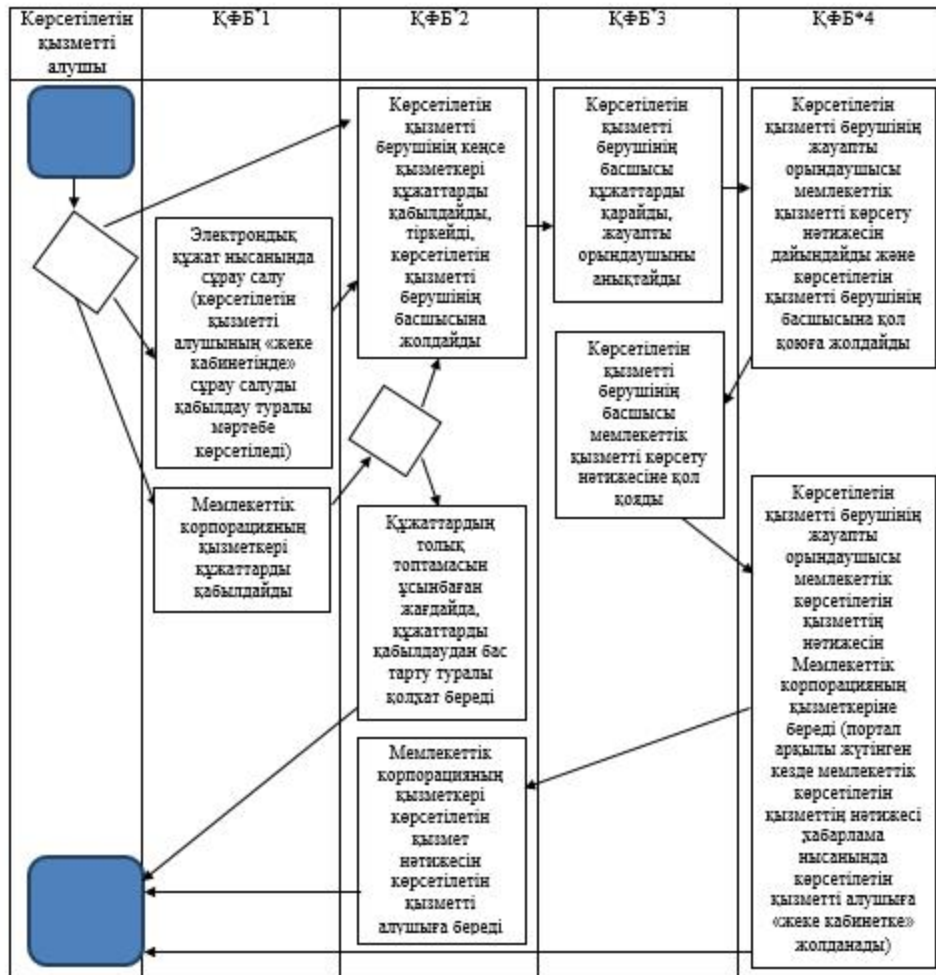 Көрсетілетін
қызметті
алушы
ҚФБ*1
ҚФБ*2
ҚФБ*3
ҚФБ*4
Электрондық
құжат нысанында
сұрау салу
(көрсетілетін
қызметті
алушының «жеке
кабинетінде»
сұрау салуды
қабылдау туралы
мәртебе
көрсетіледі)
Мемлекеттік
корпорацияның
қызметкері
құжаттарды
қабылдайды
Көрсетілетін
қызметті
берушінің кеңсе
қызметкері
құжаттарды
қабылдайды,
тіркейді,
көрсетілетін
қызметті
берушінің
басшысына
жолдайды
Құжаттардың
толық
топтамасын
ұсынбаған
жағдайда,
құжаттарды
қабылдаудан бас
тарту туралы
қолхат береді
Мемлекеттік
корпорацияның
қызметкері
көрсетілетін
қызмет
нәтижесін
көрсетілетін
қызметті
алушыға береді
Көрсетілетін
қызметті
берушінің
басшысы
құжаттарды
қарайды,
жауапты
орындаушыны
анықтайды
Көрсетілетін
қызметті
берушінің
басшысы
мемлекеттік
қызметті көрсету
нәтижесіне қол
қояды
Көрсетілетін
қызметті берушінің
жауапты
орындаушысы
мемлекеттік
қызметті көрсету
нәтижесін
дайындайды және
көрсетілетін
қызметті берушінің
басшысына қол
қоюға жолдайды
Көрсетілетін
қызметті берушінің
жауапты
орындаушысы
мемлекеттік
көрсетілетін
қызметтің
нәтижесін
Мемлекеттік
корпорацияның
қызметкеріне
береді (портал
арқылы жүгінген
кезде мемлекеттік
көрсетілетін
қызметтің нәтижесі
хабарлама
нысанында
көрсетілетін
қызметті алушыға
«жеке кабинетке»
жолданады)